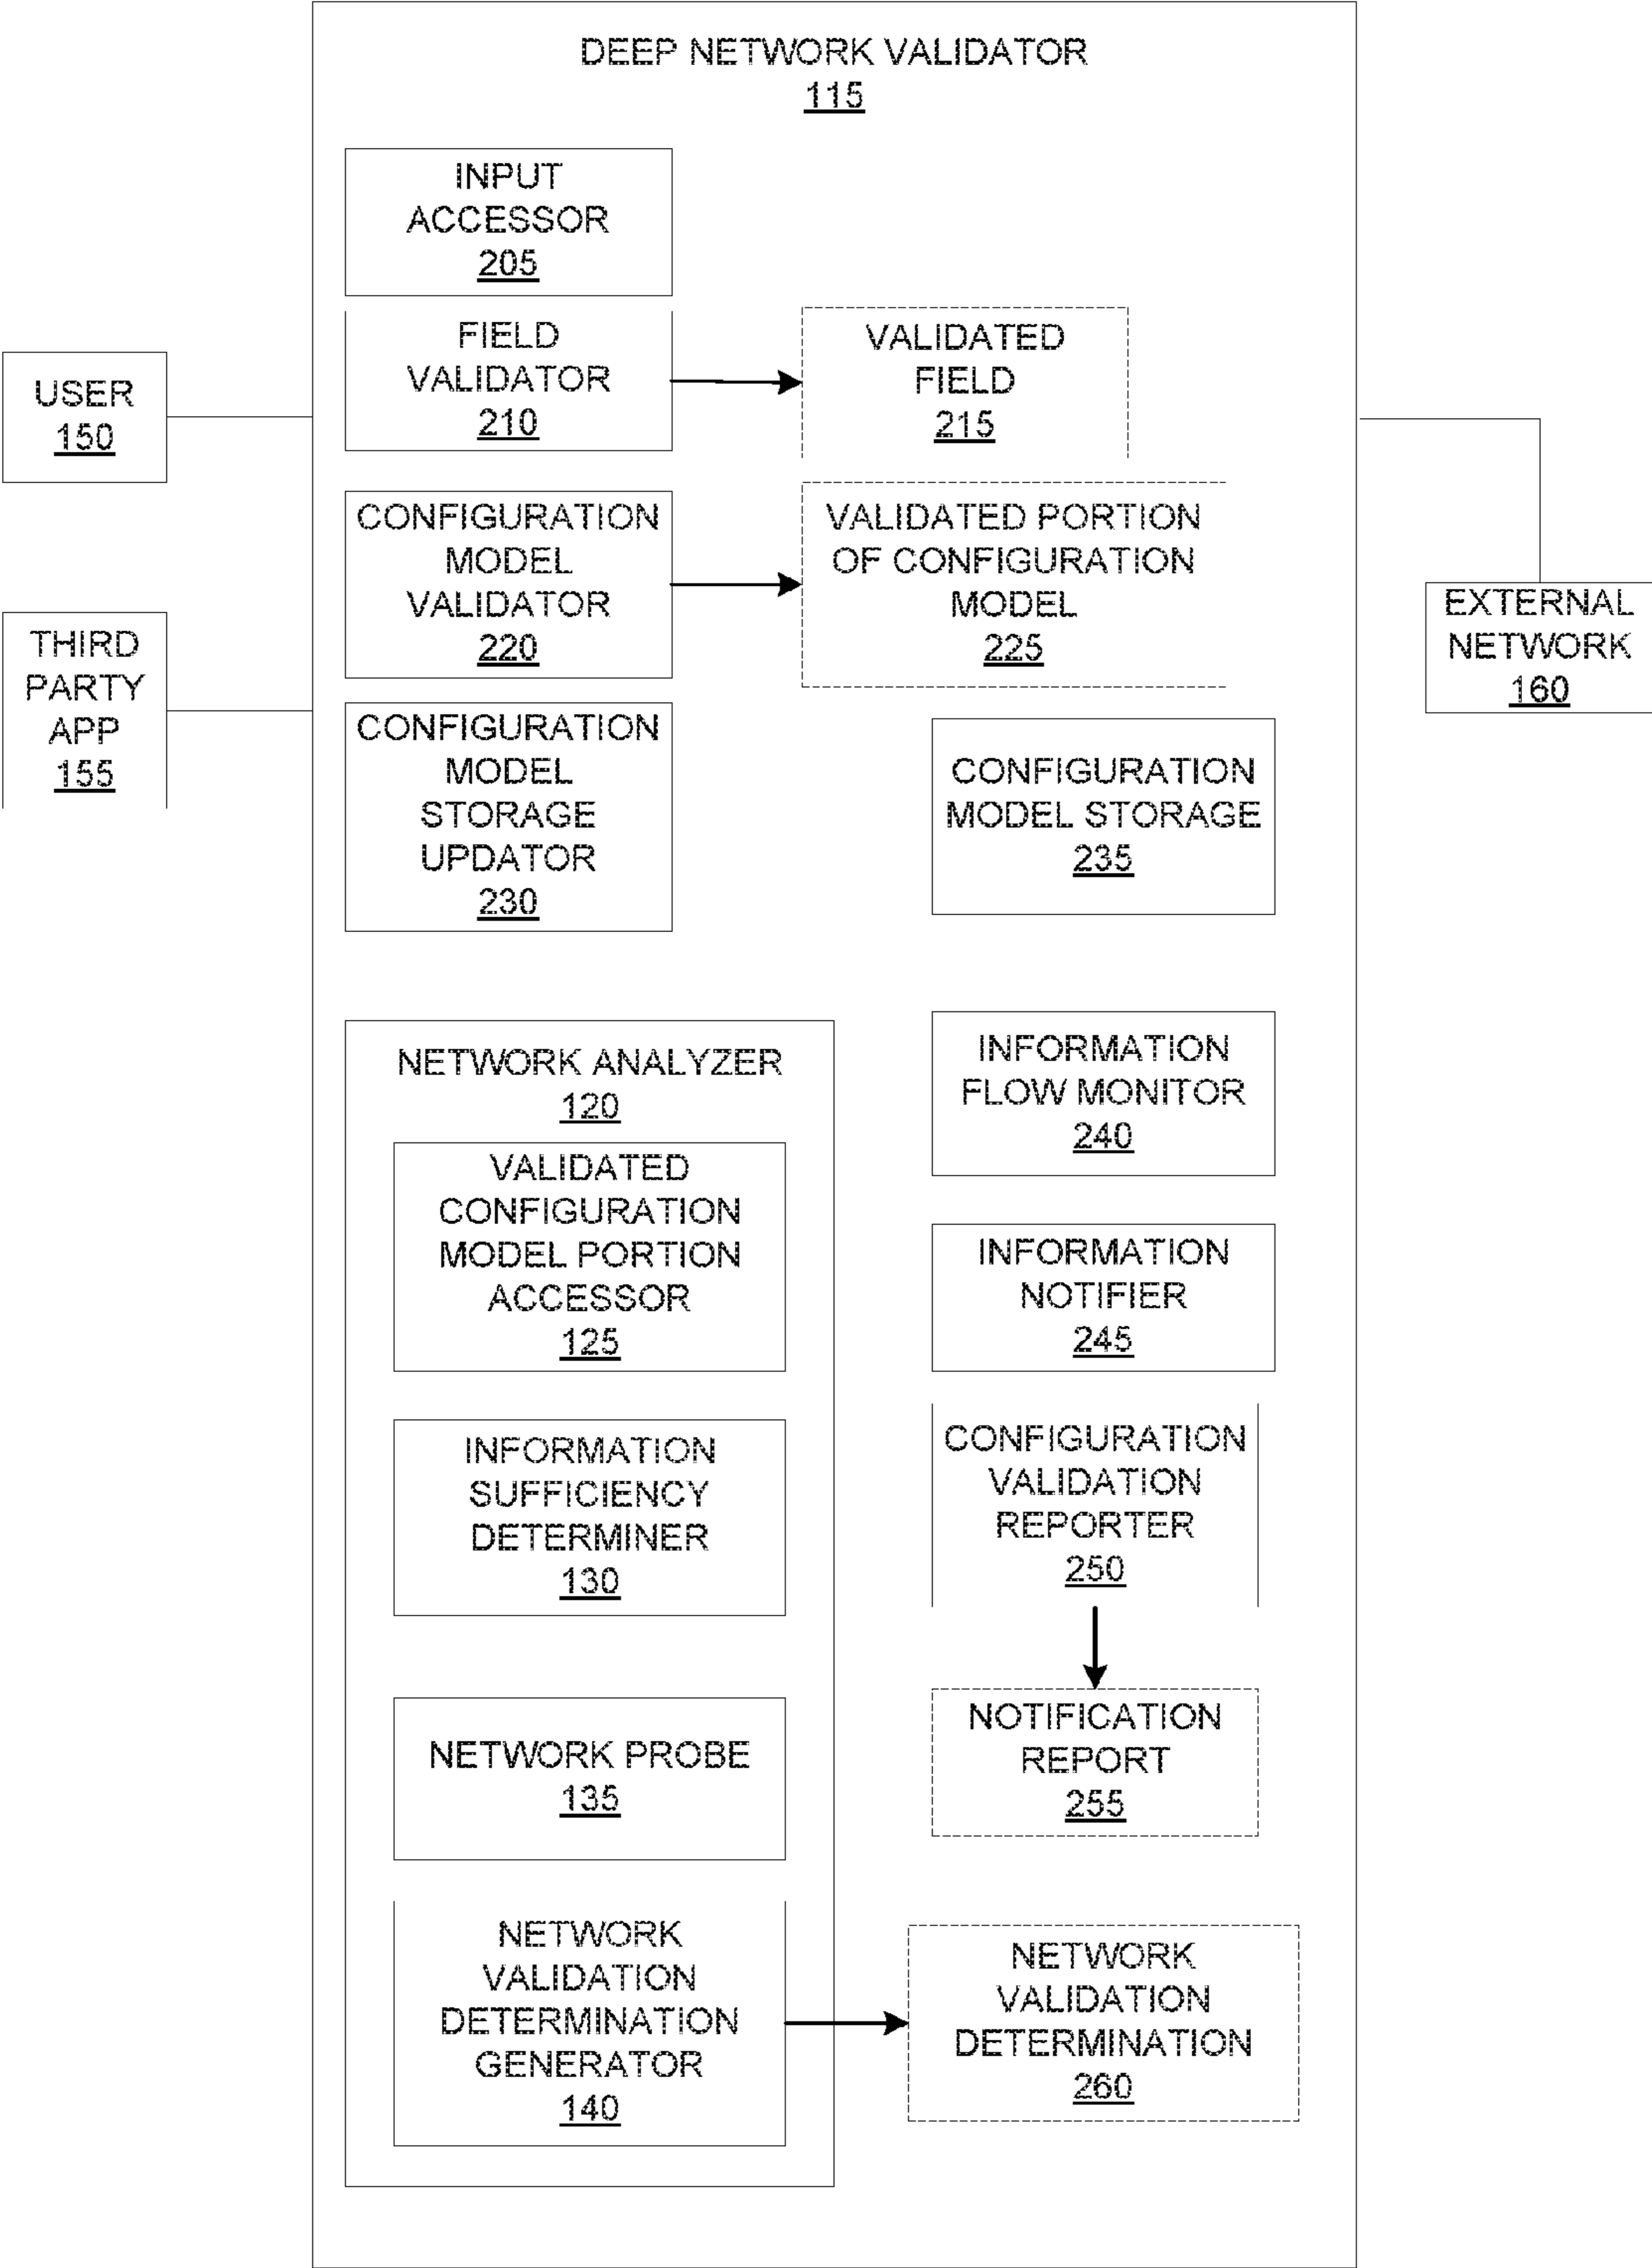 DEEP NETWORK VALIDATOR
115
INPUT
ACCESSOR
205
FIELD
VALIDATOR
210
VALIDATED
FIELD
215
USER
150
CONFIGURATION
MODEL
VALIDATOR
220
VALIDATED PORTION
OF CONFIGURATION
MODEL
225
THIRD
PARTY
APP
155
EXTERNAL
NETWORK
160
CONFIGURATION
MODEL
STORAGE
UPDATOR
230
CONFIGURATION
MODEL STORAGE
235
NETWORK ANALYZER
120
VALIDATED
CONFIGURATION
MODEL PORTION
ACCESSOR
125
INFORMATION
SUFFICIENCY
DETERMINER
130
NETWORK PROBE
135
NETWORK
VALIDATION
DETERMINATION
GENERATOR
140
INFORMATION
FLOW MONITOR
240
INFORMATION
NOTIFIER
245
CONFIGURATION
VALIDATION
REPORTER
250
NOTIFICATION
REPORT
255
NETWORK
VALIDATION
DETERMINATION
260